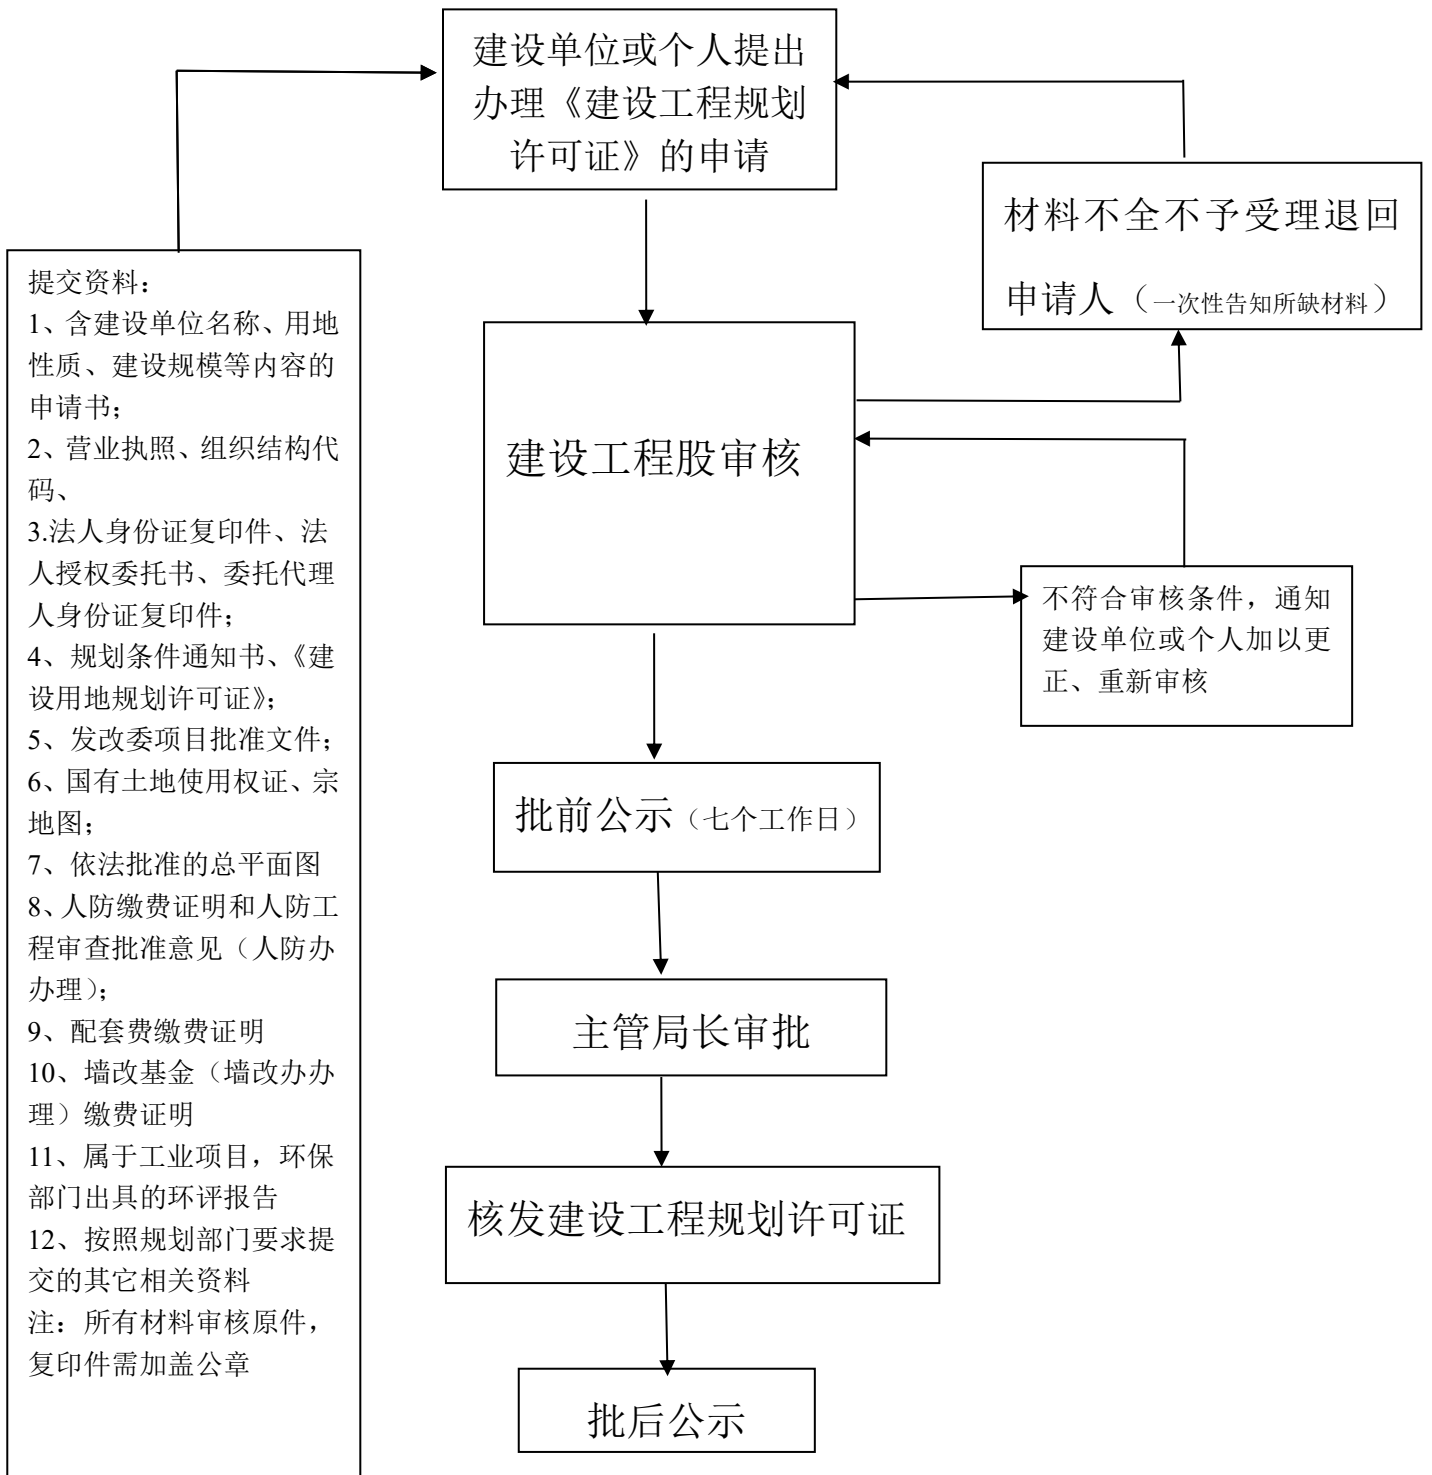 建设单位或个人提出
办理《建设工程规划
许可证》的申请
材料不全不予受理退回
申请人（一次性告知所缺材料）
提交资料：
1、含建设单位名称、用地
性质、建设规模等内容的
申请书；
2、营业执照、组织结构代
码、
3.法人身份证复印件、法
人授权委托书、委托代理
人身份证复印件；
4、规划条件通知书、《建
设用地规划许可证》；
5、发改委项目批准文件；
6、国有土地使用权证、宗
地图；
7、依法批准的总平面图
8、人防缴费证明和人防工
程审查批准意见（人防办
办理）；
9、配套费缴费证明
10、墙改基金（墙改办办
理）缴费证明
11、属于工业项目，环保
部门出具的环评报告
12、按照规划部门要求提
交的其它相关资料
注：所有材料审核原件，
复印件需加盖公章
建设工程股审核
不符合审核条件，通知
建设单位或个人加以更
正、重新审核
批前公示（七个工作日）
主管局长审批
核发建设工程规划许可证
批后公示